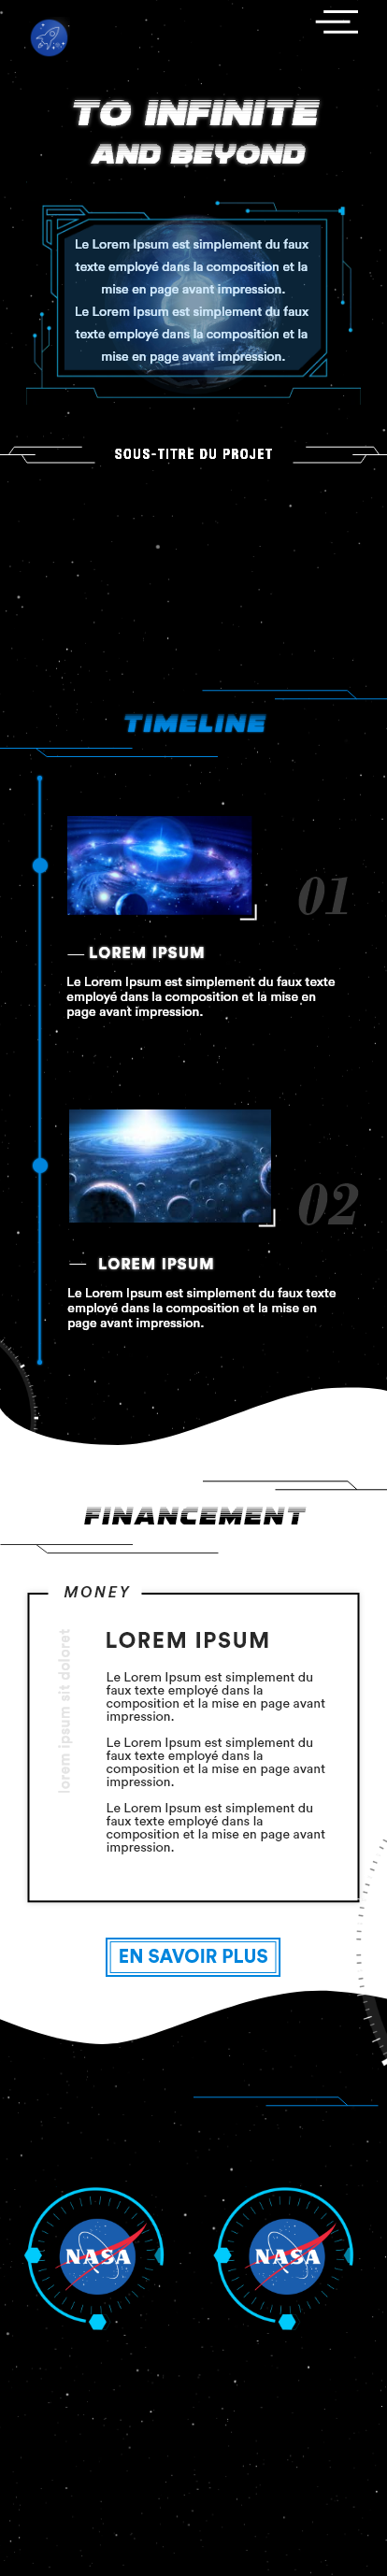 TO INFINITE
AND BEYOND
Le Lorem Ipsum est simplement du faux
texte employé dans la composition et la
mise en page avant impression.
Le Lorem Ipsum est simplement du faux
texte employé dans la composition et la
mise en page avant impression.
SOUS-TITRE DU PROJET
TIMELINE
01
LOREM IPSUM
Le Lorem Ipsum est simplement du faux texte
employé dans la composition et la mise en
page avant impression.
02
LOREM IPSUM
Le Lorem Ipsum est simplement du faux texte
employé dans la composition et la mise en
page avant impression.
FINANCEMENT
MONEY
lorem ipsum sit doloret
LOREM IPSUM
Le Lorem Ipsum est simplement du
faux texte employé dans la
composition et la mise en page avant
impression.
Le Lorem Ipsum est simplement du
faux texte employé dans la
composition et la mise en page avant
impression.
Le Lorem Ipsum est simplement du
faux texte employé dans la
composition et la mise en page avant
impression.
EN SAVOIR PLUS
NASA
NASA